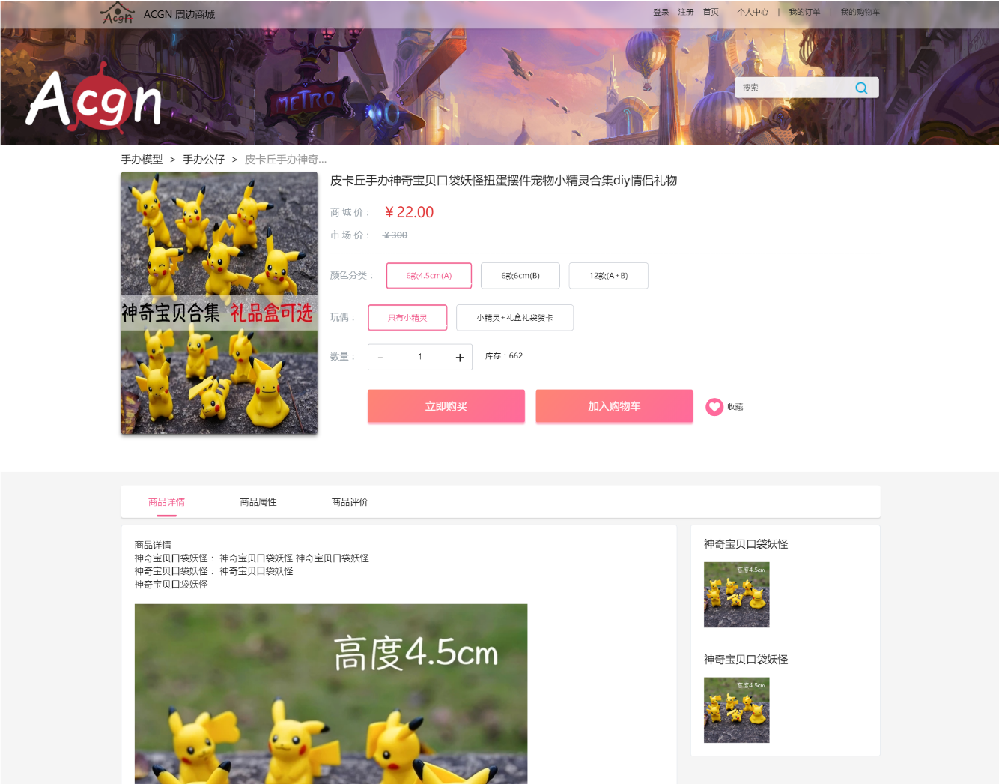 Acgn
ACGN 周边商城
登录 注册 首页 个人中心 | 我的订单 | 我的购物车
METRO
Acgn
搜索
手办模型 > 手办公仔 > 皮卡丘手办神奇...
皮卡丘手办神奇宝贝口袋妖怪扭蛋摆件宠物小精灵合集diy情侣礼物
商 城 价 : ¥ 22.00
市 场 价 : ¥ 300
颜色分类 : 6款4.5cm(A) 6款6cm(B) 12款(A+B)
神奇宝贝合集 礼品盒可选
玩偶 : 只有小精灵 小精灵+礼盒礼袋贺卡
数量 : - 1 + 库存 : 662
立即购买 加入购物车 收藏
商品详情 商品属性 商品评价
商品详情
神奇宝贝口袋妖怪 : 神奇宝贝口袋妖怪 神奇宝贝口袋妖怪
神奇宝贝口袋妖怪 : 神奇宝贝口袋妖怪
神奇宝贝口袋妖怪
高度4.5cm
神奇宝贝口袋妖怪
高度4.5cm
神奇宝贝口袋妖怪
高度4.5cm